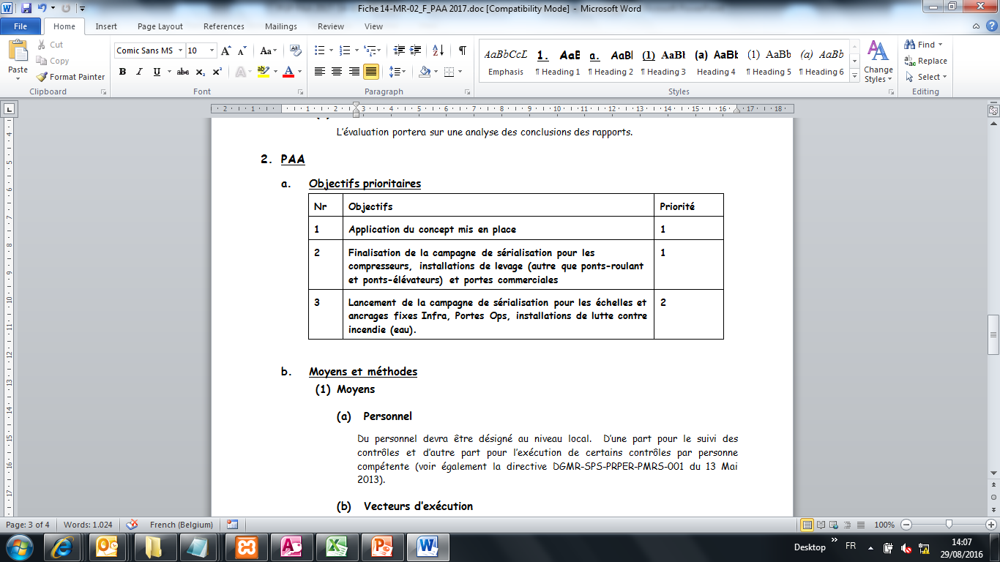 Fiche 14-MR-02_F_PAA 2017.doc [Compatibility Mode] - Microsoft Word
File Home Insert Page Layout References Mailings Review View
Paste
Cut
Copy
Format Painter
Clipboard
Comic Sans MS 10
Font
Paragraph
AaBbCcL 1. AaB a. AaBl (1) AaBl (a) AaBl (1) AaBb (a) AaBb
Emphasis ¶ Heading 1 ¶ Heading 2 ¶ Heading 3 Heading 4 ¶ Heading 5 ¶ Heading 6
Styles
Change Styles
Find
Replace
Select
Editing
L'évaluation portera sur une analyse des conclusions des rapports.
2. PAA
a. Objectifs prioritaires
Nr Objectifs Priorité
1 Application du concept mis en place 1
2 Finalisation de la campagne de sérialisation pour les 1
compresseurs, installations de levage (autre que ponts-roulant
et ponts-élévateurs) et portes commerciales
3 Lancement de la campagne de sérialisation pour les échelles et 2
ancrages fixes Infra, Portes Ops, installations de lutte contre
incendie (eau).
b. Moyens et méthodes
(1) Moyens
(a) Personnel
Du personnel devra être désigné au niveau local. D'une part pour le suivi des
contrôles et d'autre part pour l'exécution de certains contrôles par personne
compétente (voir également la directive DGMR-SPS-PRPER-PMRS-001 du 13 Mai
2013).
(b) Vecteurs d'exécution
Page: 3 of 4 Words: 1.024 French (Belgium) 100%
Desktop FR 14:07
29/08/2016